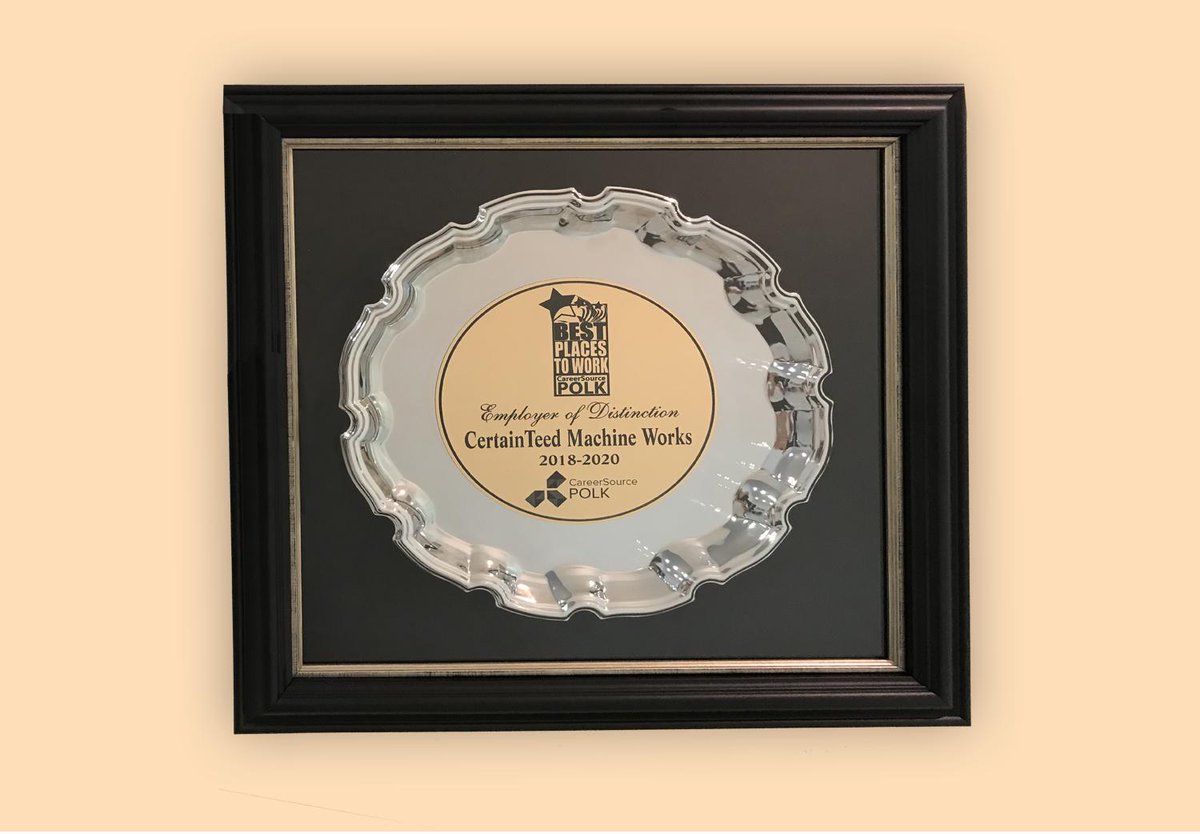 BEST
PLACES
TO WORK
CareerSource
POLK
Employer of Distinction
CertainTeed Machine Works
2018-2020
CareerSource
POLK